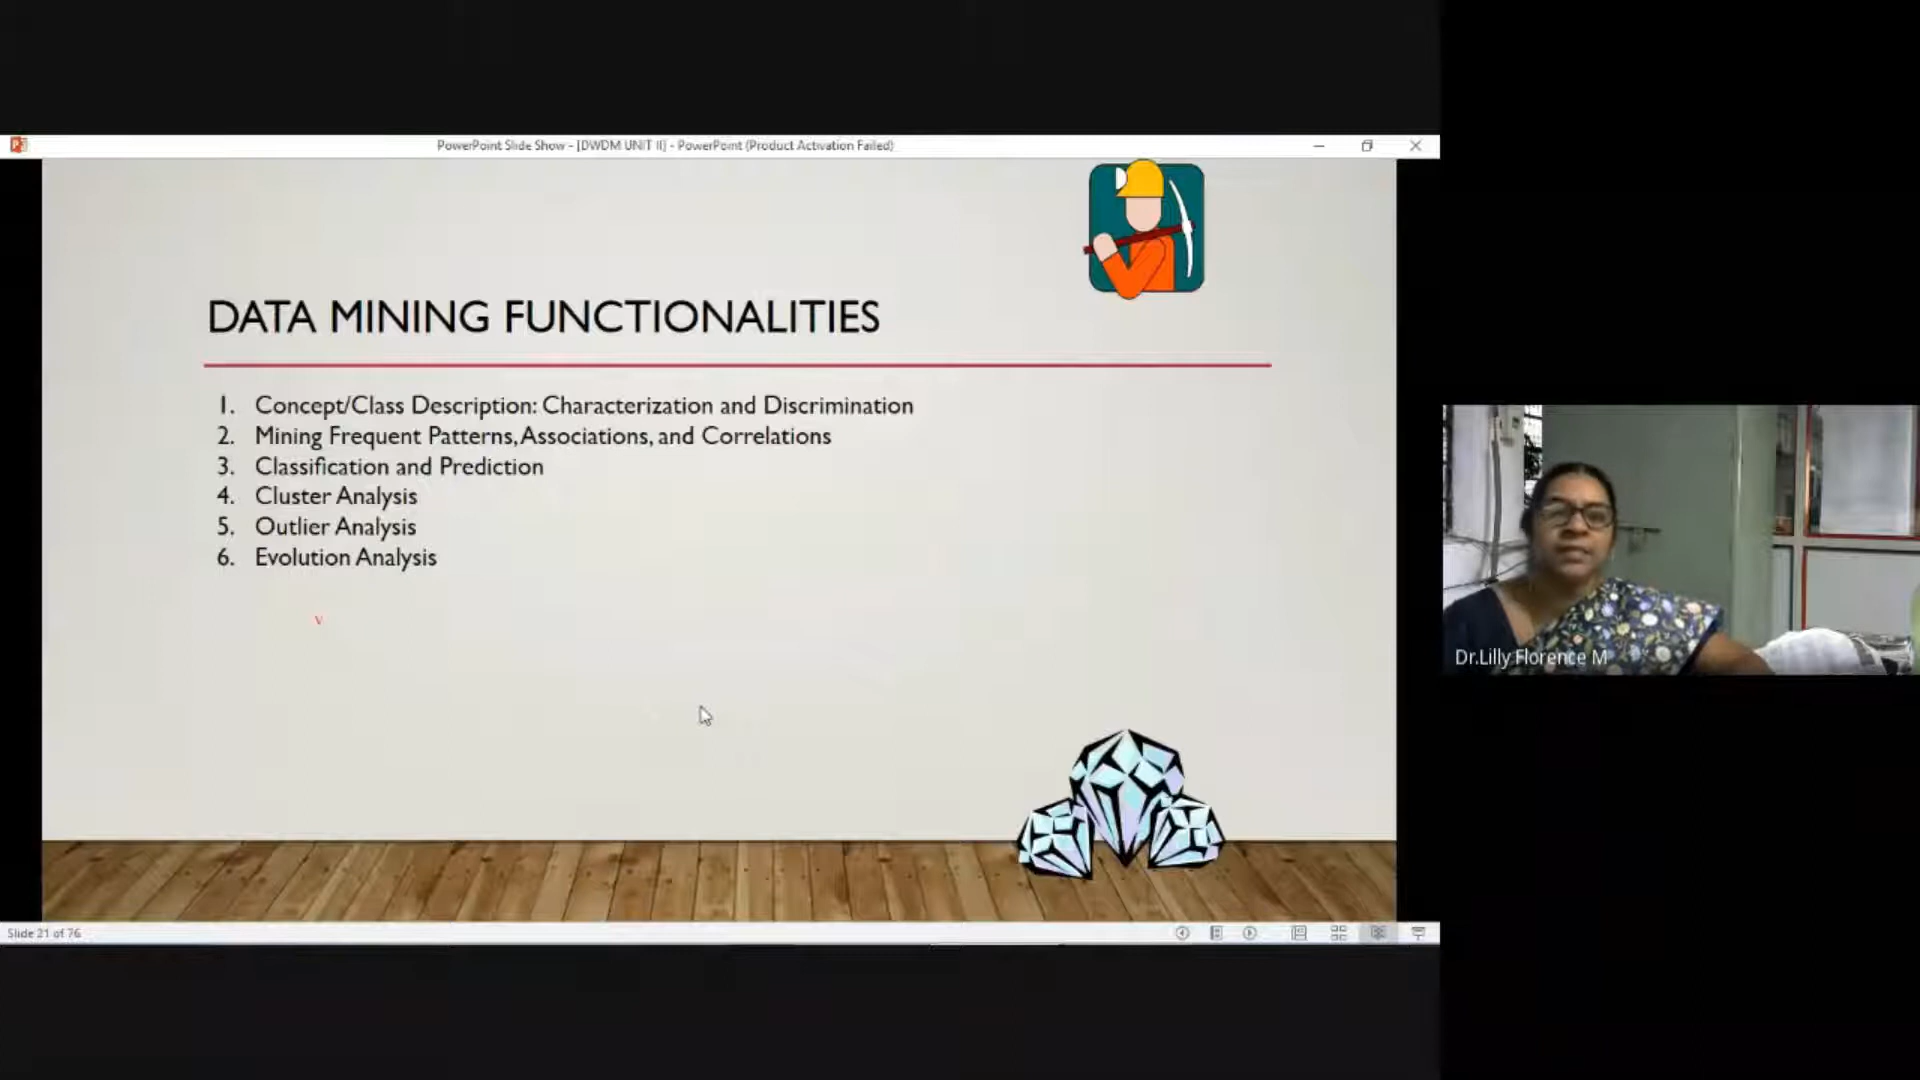 PowerPoint Slide Show - [DWDM UNIT II] - PowerPoint (Product Activation Failed)
DATA MINING FUNCTIONALITIES
1. Concept/Class Description: Characterization and Discrimination
2. Mining Frequent Patterns, Associations, and Correlations
3. Classification and Prediction
4. Cluster Analysis
5. Outlier Analysis
6. Evolution Analysis
v
Dr.Lilly Florence M
Slide 21 of 76